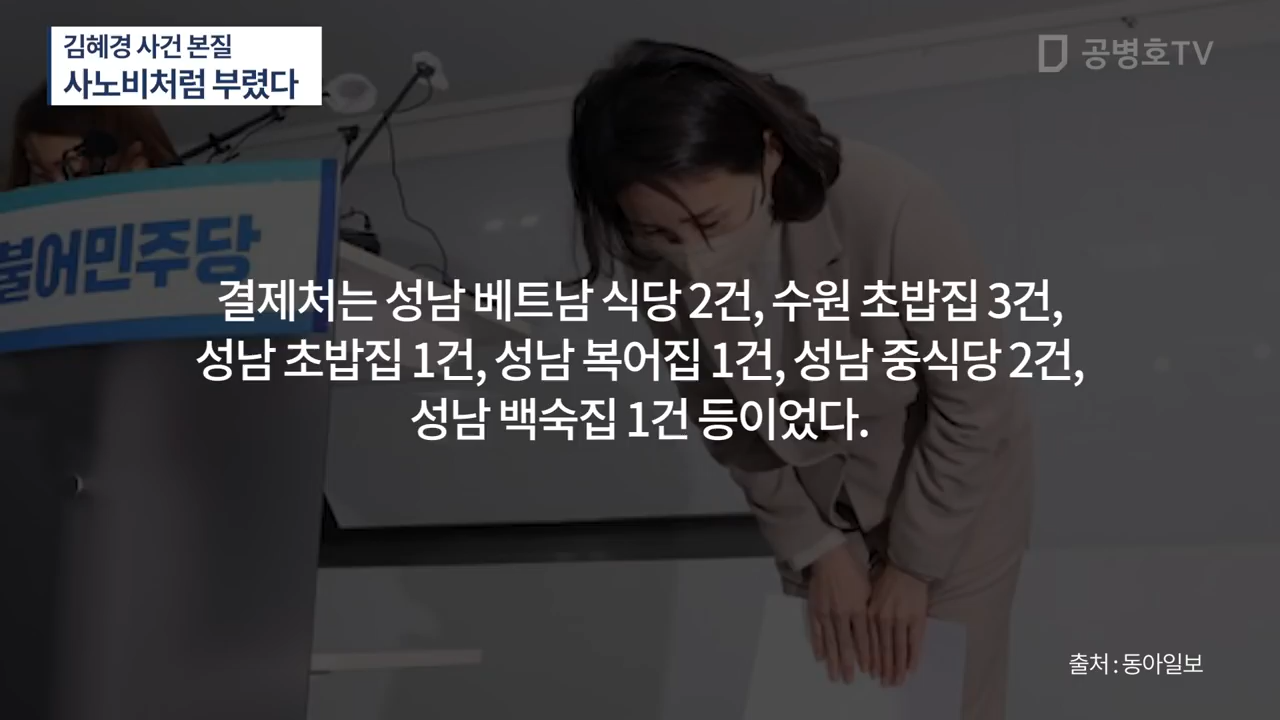 김혜경 사건 본질
사노비처럼 부렸다
공병호TV
불어민주당
결제처는 성남 베트남 식당 2건, 수원 초밥집 3건,
성남 초밥집 1건, 성남 복어집 1건, 성남 중식당 2건,
성남 백숙집 1건 등이었다.
출처 : 동아일보